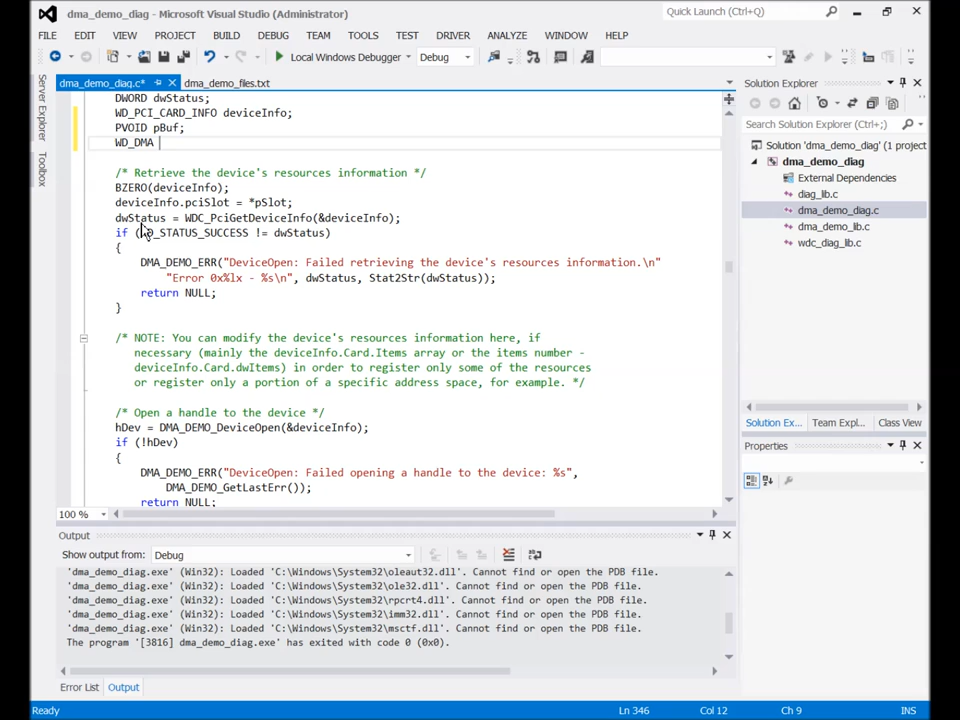 dma_demo_diag - Microsoft Visual Studio (Administrator)
Quick Launch (Ctrl+Q)
FILE EDIT VIEW PROJECT BUILD DEBUG TEAM TOOLS TEST DRIVER ANALYZE WINDOW HELP
Local Windows Debugger Debug
Server Explorer
Toolbox
dma_demo_diag.c* dma_demo_files.txt
DWORD dwStatus;
WD_PCI_CARD_INFO deviceInfo;
PVOID pBuf;
WD_DMA
/* Retrieve the device's resources information */
BZERO(deviceInfo);
deviceInfo.pciSlot = *pSlot;
dwStatus = WDC_PciGetDeviceInfo(&deviceInfo);
if (D_STATUS_SUCCESS != dwStatus)
{
DMA_DEMO_ERR("DeviceOpen: Failed retrieving the device's resources information.\n"
"Error 0x%lx - %s\n", dwStatus, Stat2Str(dwStatus));
return NULL;
}
/* NOTE: You can modify the device's resources information here, if
necessary (mainly the deviceInfo.Card.Items array or the items number -
deviceInfo.Card.dwItems) in order to register only some of the resources
or register only a portion of a specific address space, for example. */
/* Open a handle to the device */
hDev = DMA_DEMO_DeviceOpen(&deviceInfo);
if (!hDev)
{
DMA_DEMO_ERR("DeviceOpen: Failed opening a handle to the device: %s",
DMA_DEMO_GetLastErr());
return NULL;
100 %
Output
Show output from: Debug
'dma_demo_diag.exe' (Win32): Loaded 'C:\Windows\System32\oleaut32.dll'. Cannot find or open the PDB file.
'dma_demo_diag.exe' (Win32): Loaded 'C:\Windows\System32\ole32.dll'. Cannot find or open the PDB file.
'dma_demo_diag.exe' (Win32): Loaded 'C:\Windows\System32\rpcrt4.dll'. Cannot find or open the PDB file.
'dma_demo_diag.exe' (Win32): Loaded 'C:\Windows\System32\imm32.dll'. Cannot find or open the PDB file.
'dma_demo_diag.exe' (Win32): Loaded 'C:\Windows\System32\msctf.dll'. Cannot find or open the PDB file.
The program '[3816] dma_demo_diag.exe' has exited with code 0 (0x0).
Error List Output
Solution Explorer
Search Solution Explorer (Ctrl+;)
Solution 'dma_demo_diag' (1 project
dma_demo_diag
External Dependencies
diag_lib.c
dma_demo_diag.c
dma_demo_lib.c
wdc_diag_lib.c
Solution Ex... Team Expl... Class View
Properties
Ready Ln 346 Col 12 Ch 9 INS